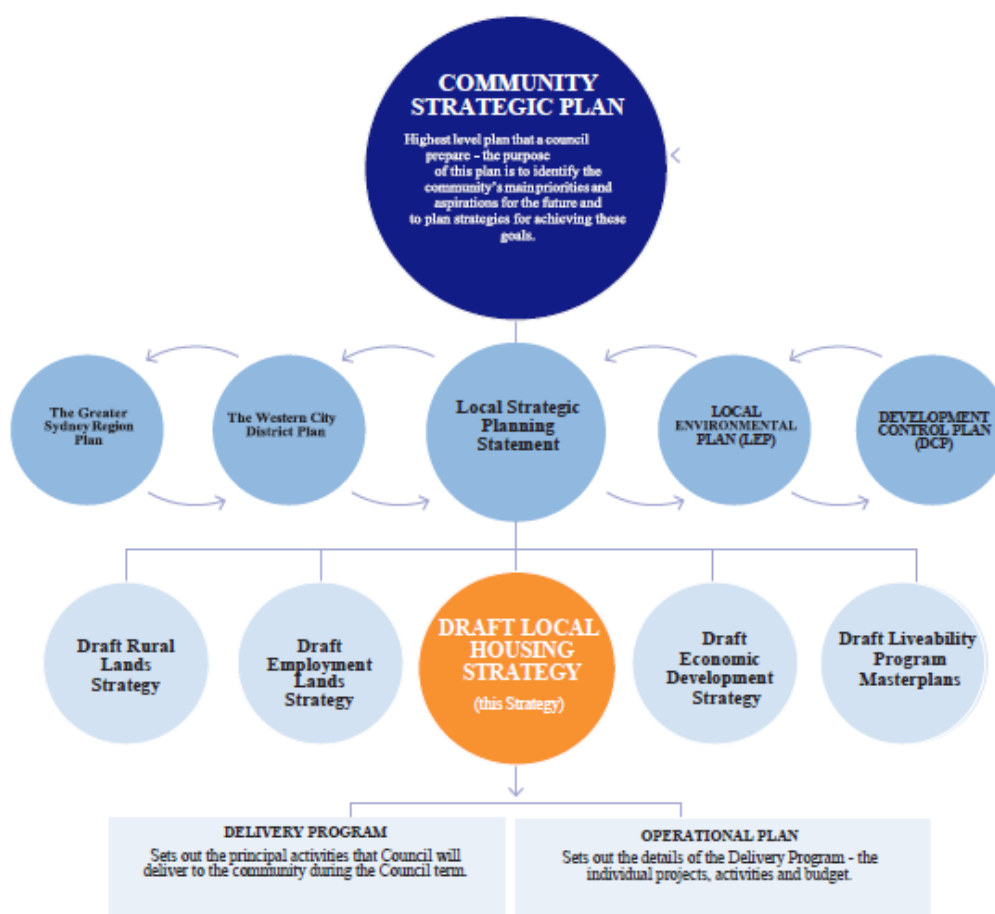 COMMUNITY
STRATEGIC PLAN
Highest level plan that a council
prepare – the purpose
of this plan is to identify the
community's main priorities and
aspirations for the future and
to plan strategies for achieving these
goals.
The Greater
Sydney Region
Plan
The Western City
District Plan
Local Strategic
Planning
Statement
LOCAL
ENVIRONMENTAL
PLAN (LEP)
DEVELOPMENT
CONTROL PLAN
(DCP)
Draft Rural
Lands
Strategy
Draft
Employment
Lands
Strategy
DRAFT LOCAL
HOUSING
STRATEGY
(this Strategy)
Draft
Economic
Development
Strategy
Draft Liveability
Program
Masterplans
DELIVERY PROGRAM
Sets out the principal activities that Council will
deliver to the community during the Council term.
OPERATIONAL PLAN
Sets out the details of the Delivery Program - the
individual projects, activities and budget.